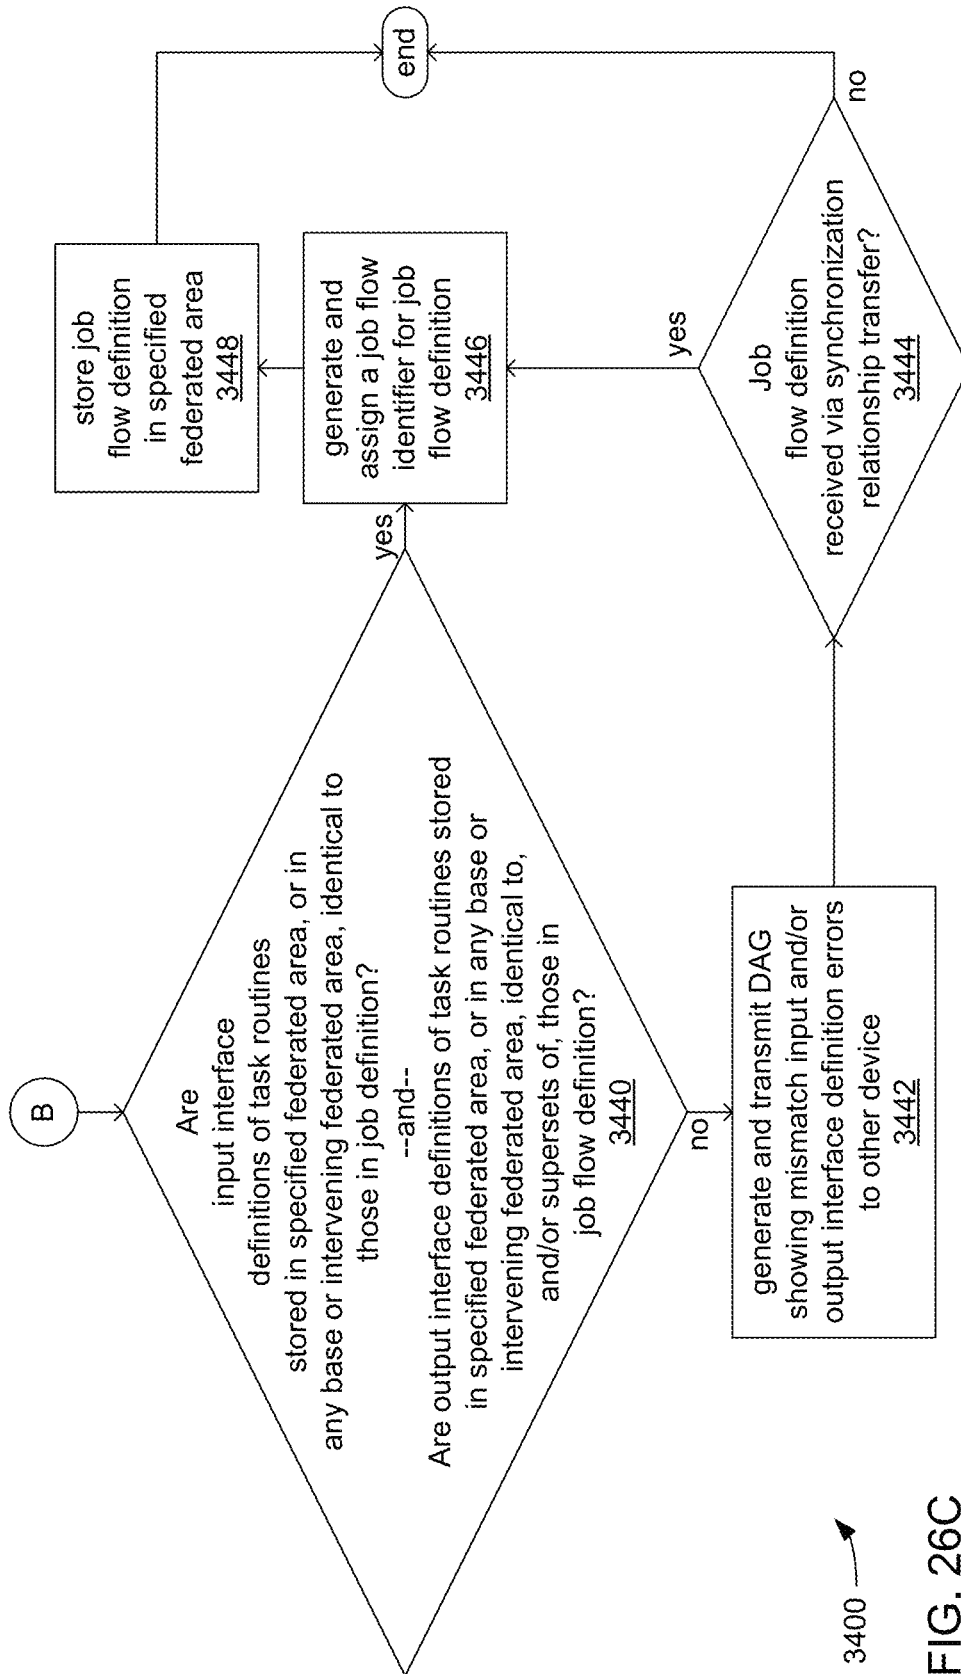 B
Are
input interface
definitions of task routines
stored in specified federated area, or in
any base or intervening federated area, identical to
those in job definition?
--and--
Are output interface definitions of task routines stored
in specified federated area, or in any base or
intervening federated area, identical to,
and/or supersets of, those in
job flow definition?
3440
yes
no
generate and transmit DAG
showing mismatch input and/or
output interface definition errors
to other device
3442
Job
flow definition
received via synchronization
relationship transfer?
3444
yes
no
generate and
assign a job flow
identifier for job
flow definition
3446
store job
flow definition
in specified
federated area
3448
end
3400
FIG. 26C